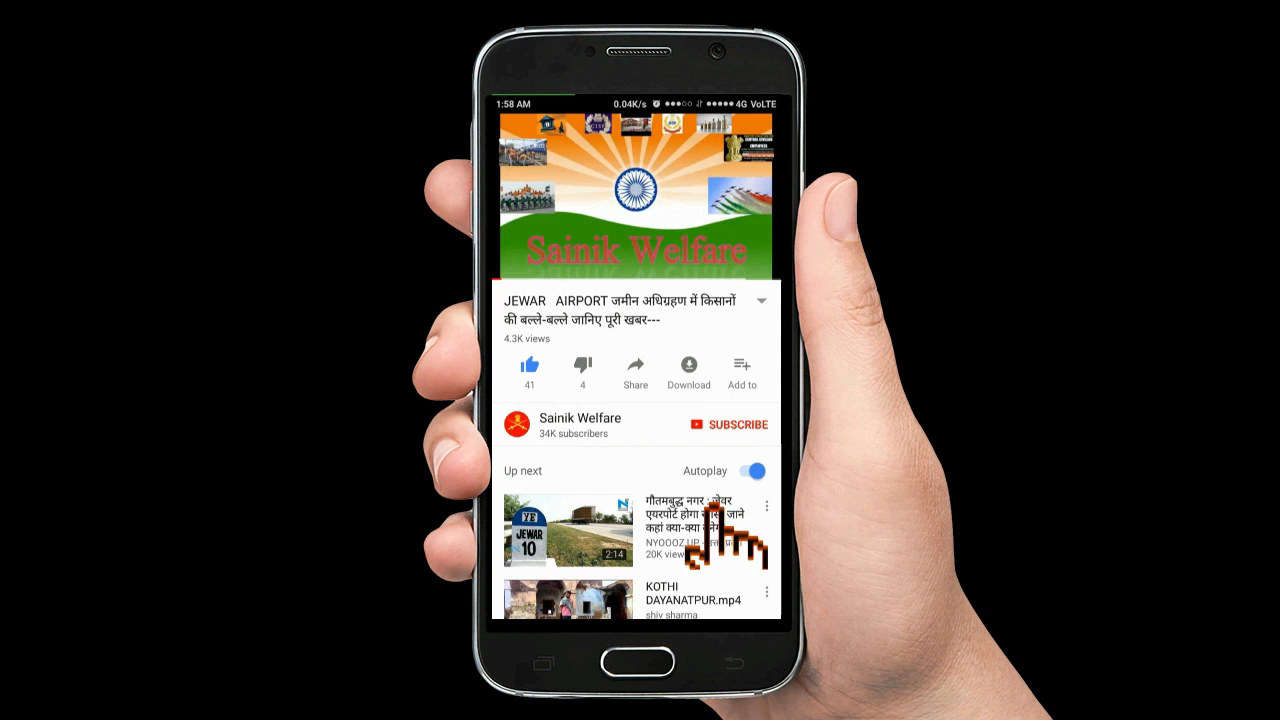 1:58 AM 0.04K/s 4G VoLTE
Sainik Welfare
JEWAR AIRPORT जमीन अधिग्रहण में किसानों
की बल्ले-बल्ले जानिए पूरी खबर---
4.3K views
41 4 Share Download Add to
Sainik Welfare
34K subscribers
SUBSCRIBE
Up next Autoplay
YE
JEWAR
10
2:14
गौतमबुद्ध नगर : जेवर
एयरपोर्ट होगा जाने
कहां क्या-क्या
NYOOOZ UP -
20K
KOTHI
DAYANATPUR.mp4
shiv sharma